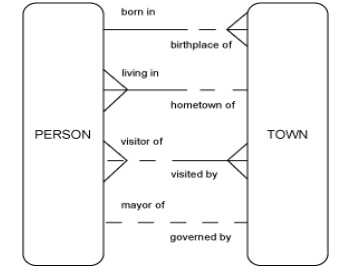 born in
birthplace of
living in
hometown of
PERSON
TOWN
visitor of
visited by
mayor of
governed by